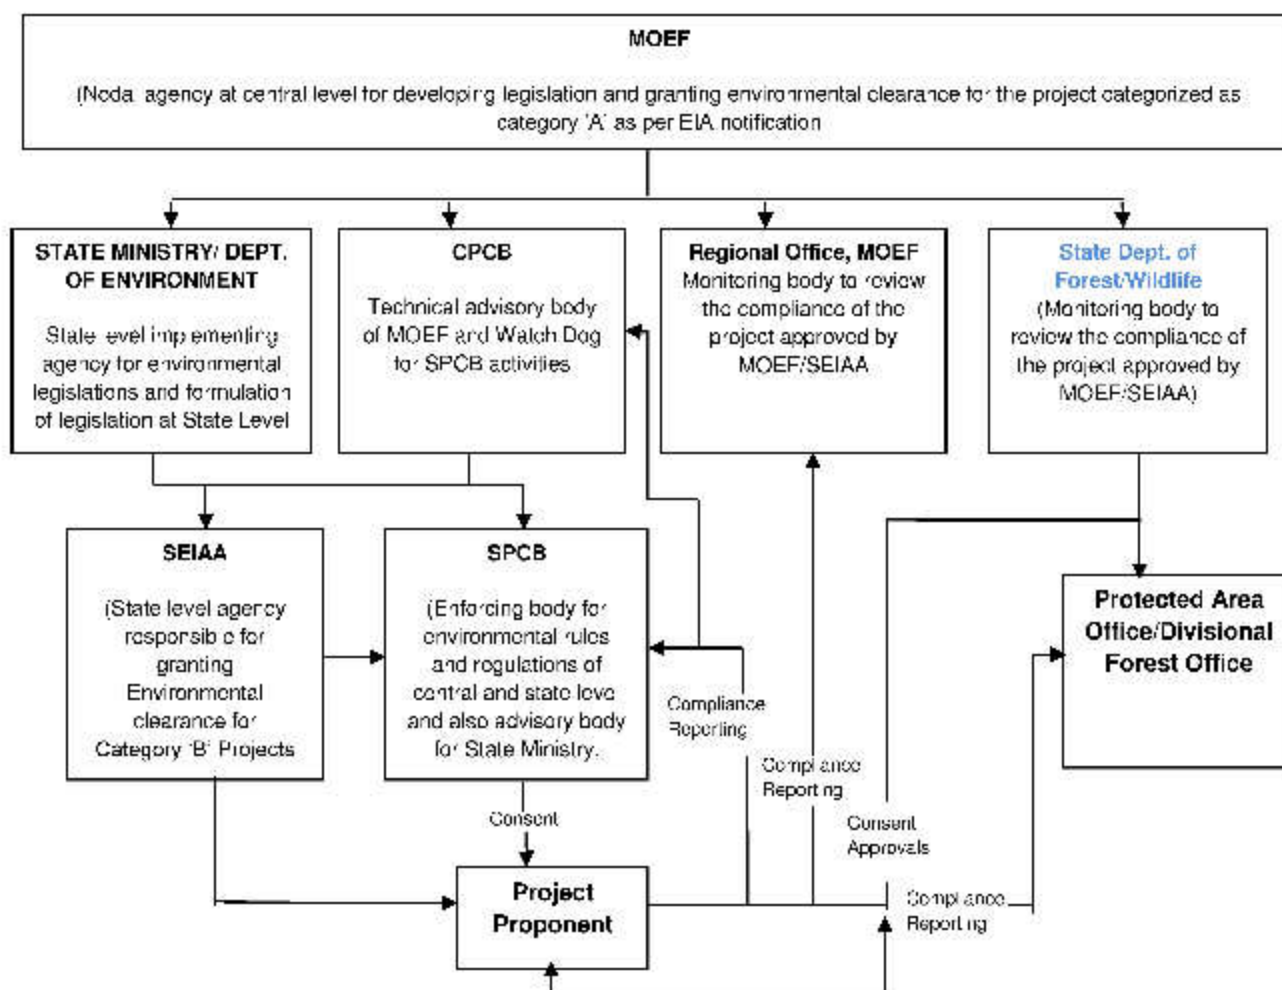 MOEF
(Nodal agency at central level for developing legislation and granting environmental clearance for the project categorized as
category 'A' as per EIA notification
STATE MINISTRY/ DEPT.
OF ENVIRONMENT
State level implementing
agency for environmental
legislations and formulation
of legislation at State Level
CPCB
Technical advisory body
of MOEF and Watch Dog
for SPCB activities
Regional Office, MOEF
Monitoring body to review
the compliance of the
project approved by
MOEF/SEIAA
State Dept. of
Forest/Wildlife
(Monitoring body to
review the compliance of
the project approved by
MOEF/SEIAA)
SEIAA
(State level agency
responsible for
granting
Environmental
clearance for
Category 'B' Projects
SPCB
(Enforcing body for
environmental rules
and regulations of
central and state level
and also advisory body
for State Ministry.
Protected Area
Office/Divisional
Forest Office
Compliance
Reporting
Compliance
Reporting
Consent
Consent
Approvals
Compliance
Reporting
Project
Proponent